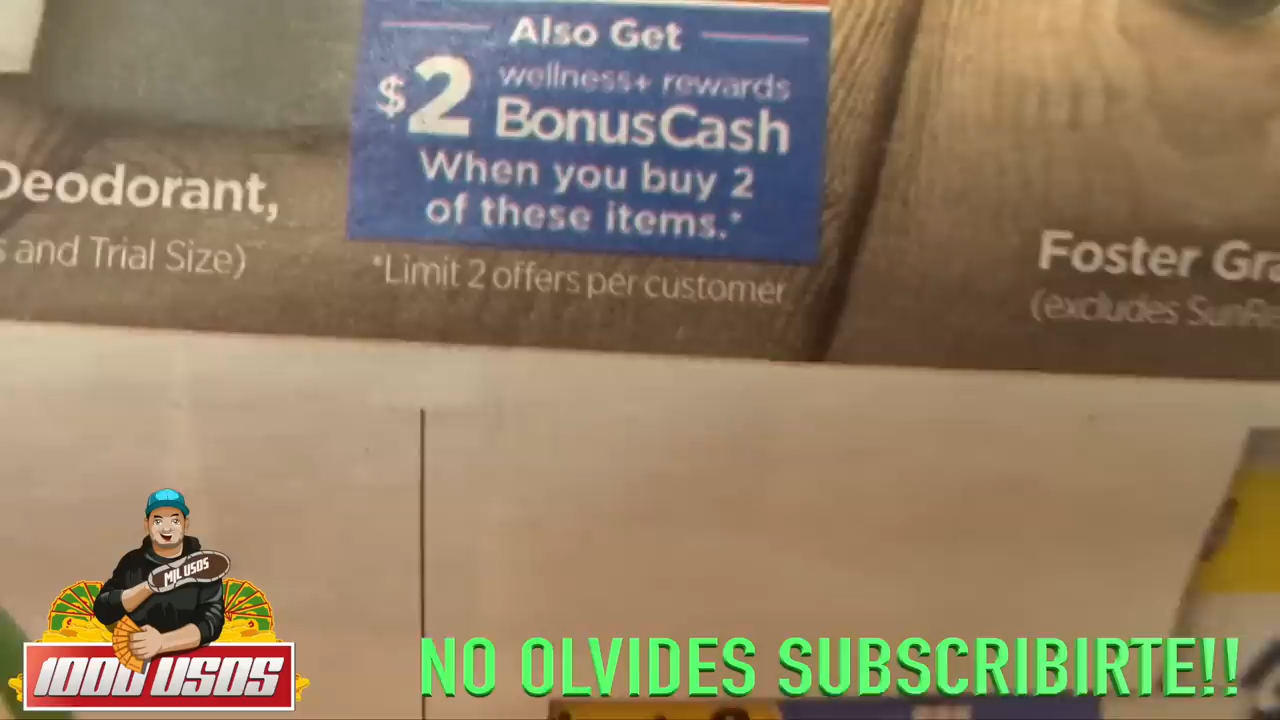 Also Get
$2 wellness+ rewards
BonusCash
When you buy 2
of these items.*
*Limit 2 offers per customer
Deodorant,
and Trial Size)
Foster
(excludes
MIL USOS
1000 USOS
NO OLVIDES SUBSCRIBIRTE!!